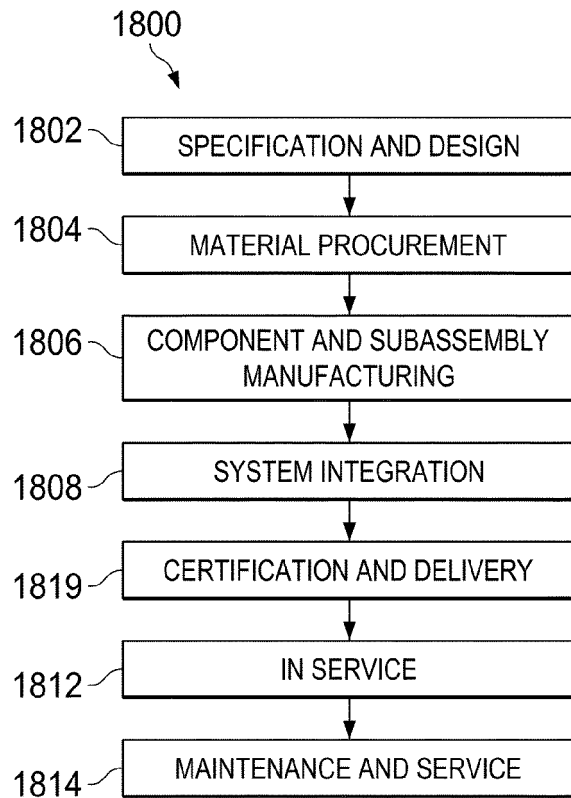 1800
1802
SPECIFICATION AND DESIGN
1804
MATERIAL PROCUREMENT
1806
COMPONENT AND SUBASSEMBLY
MANUFACTURING
1808
SYSTEM INTEGRATION
1819
CERTIFICATION AND DELIVERY
1812
IN SERVICE
1814
MAINTENANCE AND SERVICE